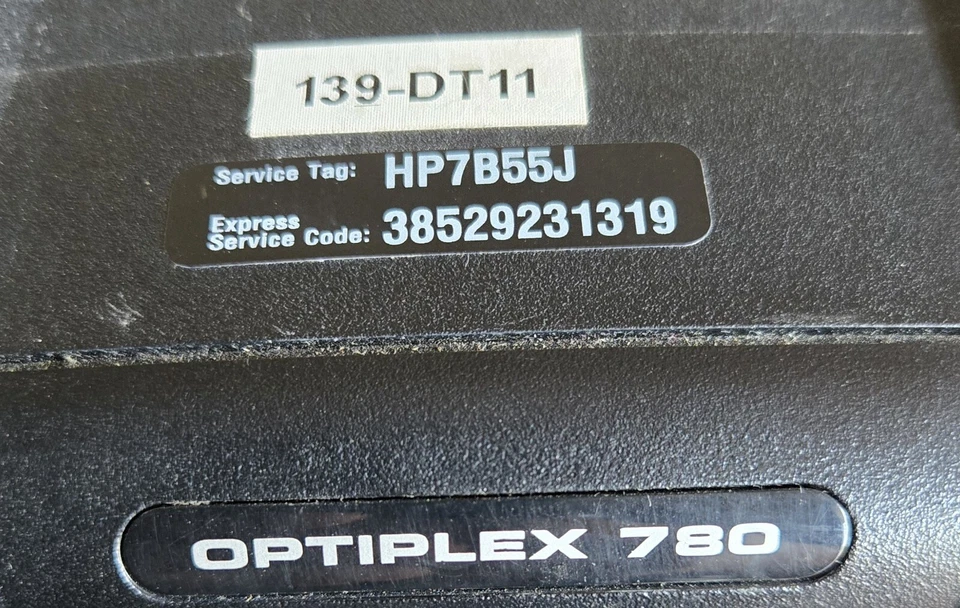 139-DT11
Service Tag: HP7B55J
Express
Service Code: 38529231319
OPTIPLEX 780